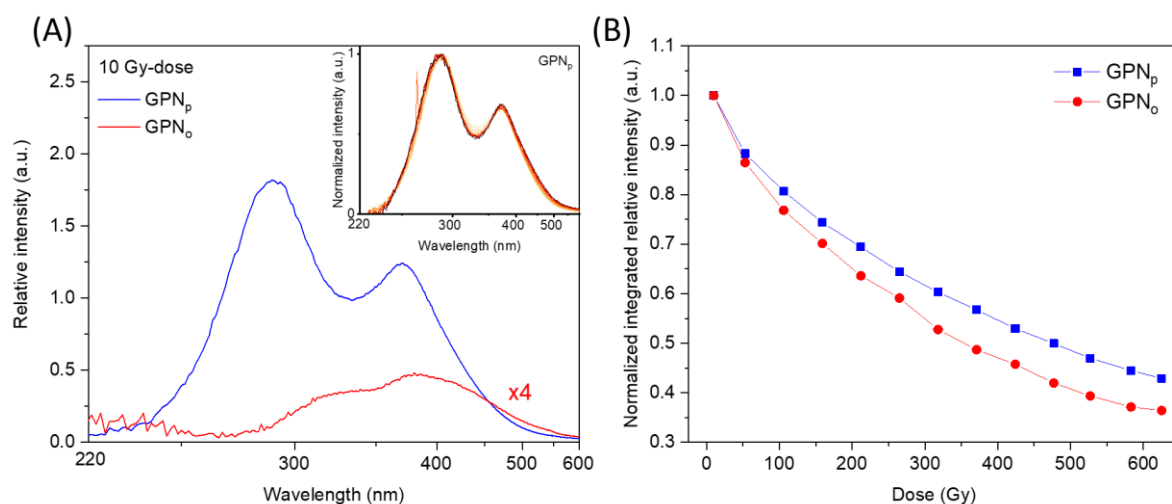 (A)
10 Gy-dose
GPNp
GPNo
x4
Relative intensity (a.u.)
2.5
2.0
1.5
1.0
0.5
0.0
220
300
400
500
600
Wavelength (nm)
GPNp
Normalized intensity (a.u.)
1
0
220
300
400
500
Wavelength (nm)
(B)
GPNp
GPNo
Normalized integrated relative intensity (a.u.)
1.1
1.0
0.9
0.8
0.7
0.6
0.5
0.4
0.3
0
100
200
300
400
500
600
Dose (Gy)